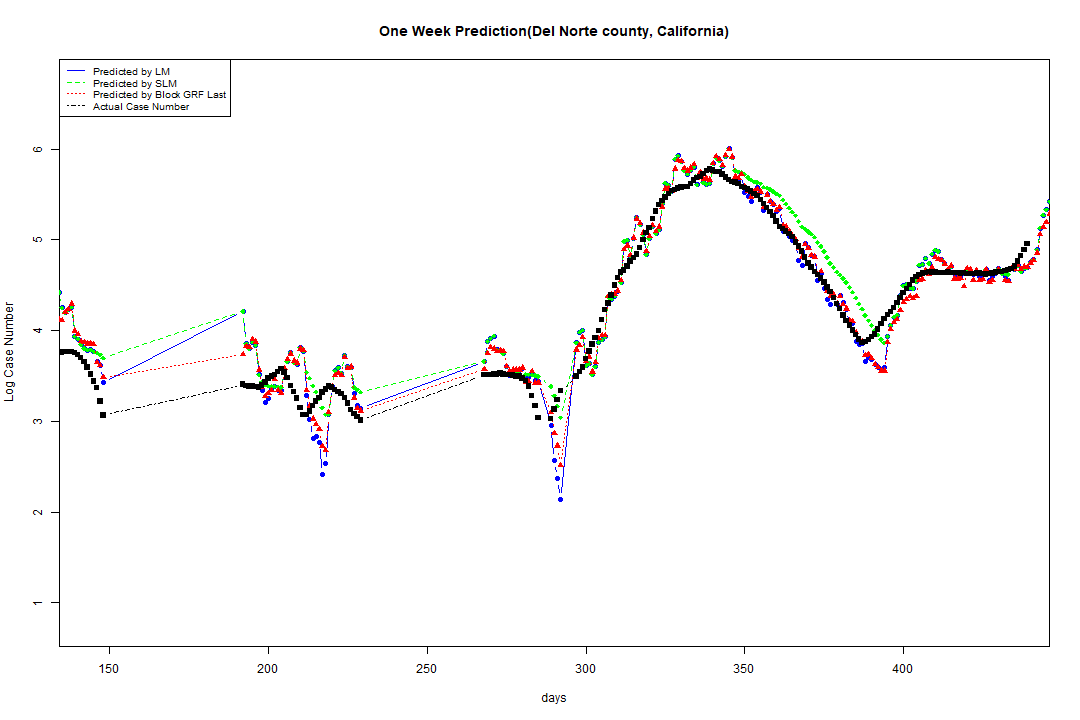 One Week Prediction(Del Norte county, California)
Predicted by LM
Predicted by SLM
Predicted by Block GRF Last
Actual Case Number
Log Case Number
6
5
4
3
2
1
150 200 250 300 350 400
days